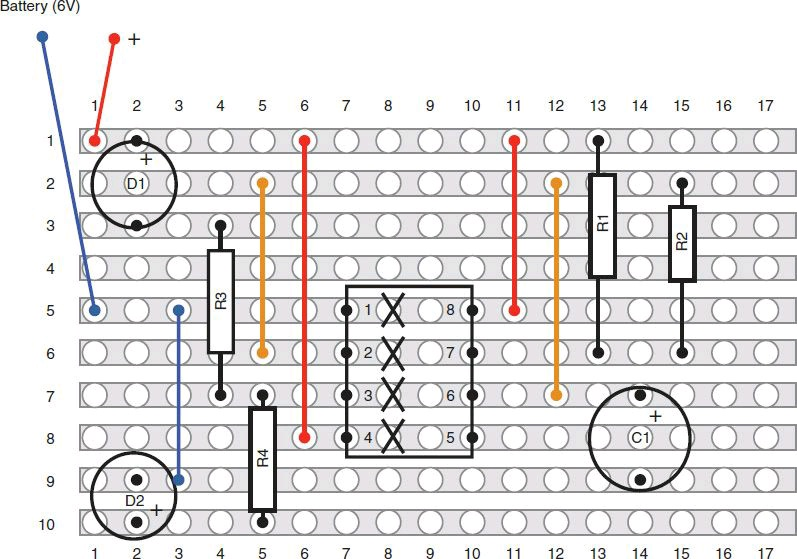 Battery (6V)
+
1 2 3 4 5 6 7 8 9 10 11 12 13 14 15 16 17
1
+
2 D1 R1
3 R2
4 R3
5 1 8
6 2 7
7 3 6
+
8 4 5 C1
R4
9
D2 +
10
1 2 3 4 5 6 7 8 9 10 11 12 13 14 15 16 17